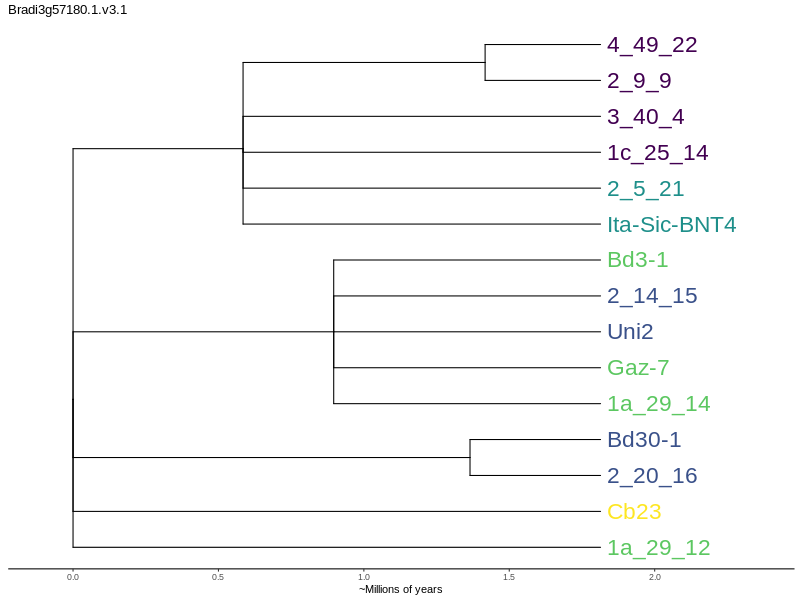 Bradi3g57180.1.v3.1
4_49_22
2_9_9
3_40_4
1c_25_14
2_5_21
Ita-Sic-BNT4
Bd3-1
2_14_15
Uni2
Gaz-7
1a_29_14
Bd30-1
2_20_16
Cb23
1a_29_12
0.0 0.5 1.0 1.5 2.0
~Millions of years